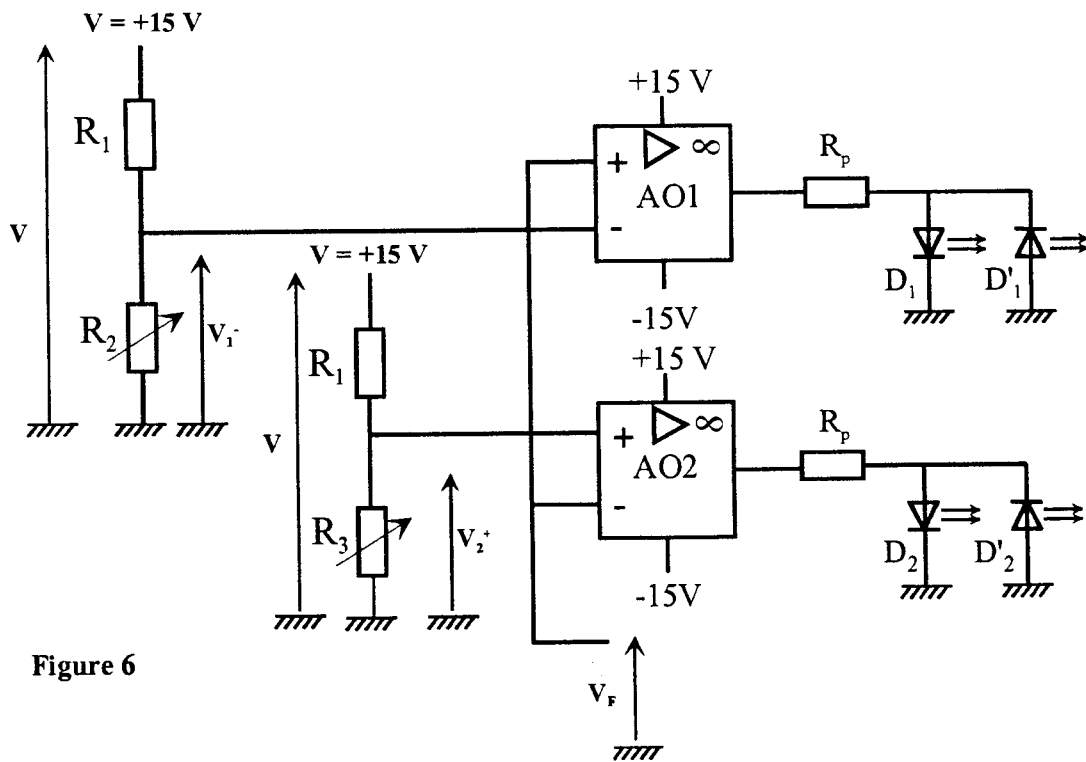 V = +15 V
+15 V
R1
+ ▷ ∞
AO1
-
Rp
V
V = +15 V
D1
D'1
R2
V1-
-15V
+15 V
R1
+ ▷ ∞
AO2
-
Rp
V
R3
V2+
D2
D'2
-15V
Figure 6
VF